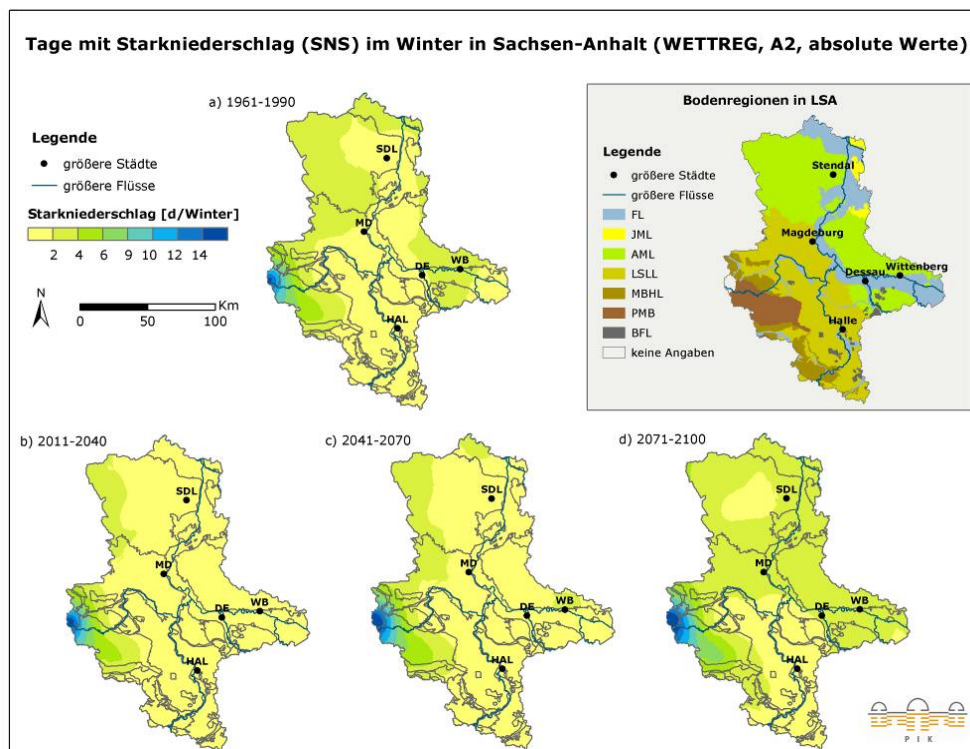 Tage mit Starkniederschlag (SNS) im Winter in Sachsen-Anhalt (WETTREG, A2, absolute Werte)
a) 1961-1990
Legende
größere Städte
größere Flüsse
Starkniederschlag [d/Winter]
2 4 6 9 10 12 14
N
Km
0 50 100
SDL
MD
DE
WB
HAL
Bodenregionen in LSA
Legende
größere Städte
größere Flüsse
FL
JML
AML
LSLL
MBHL
PMB
BFL
keine Angaben
Stendal
Magdeburg
Dessau
Wittenberg
Halle
b) 2011-2040
SDL
MD
DE
WB
HAL
c) 2041-2070
SDL
MD
DE
WB
HAL
d) 2071-2100
SDL
MD
DE
WB
HAL
P I K